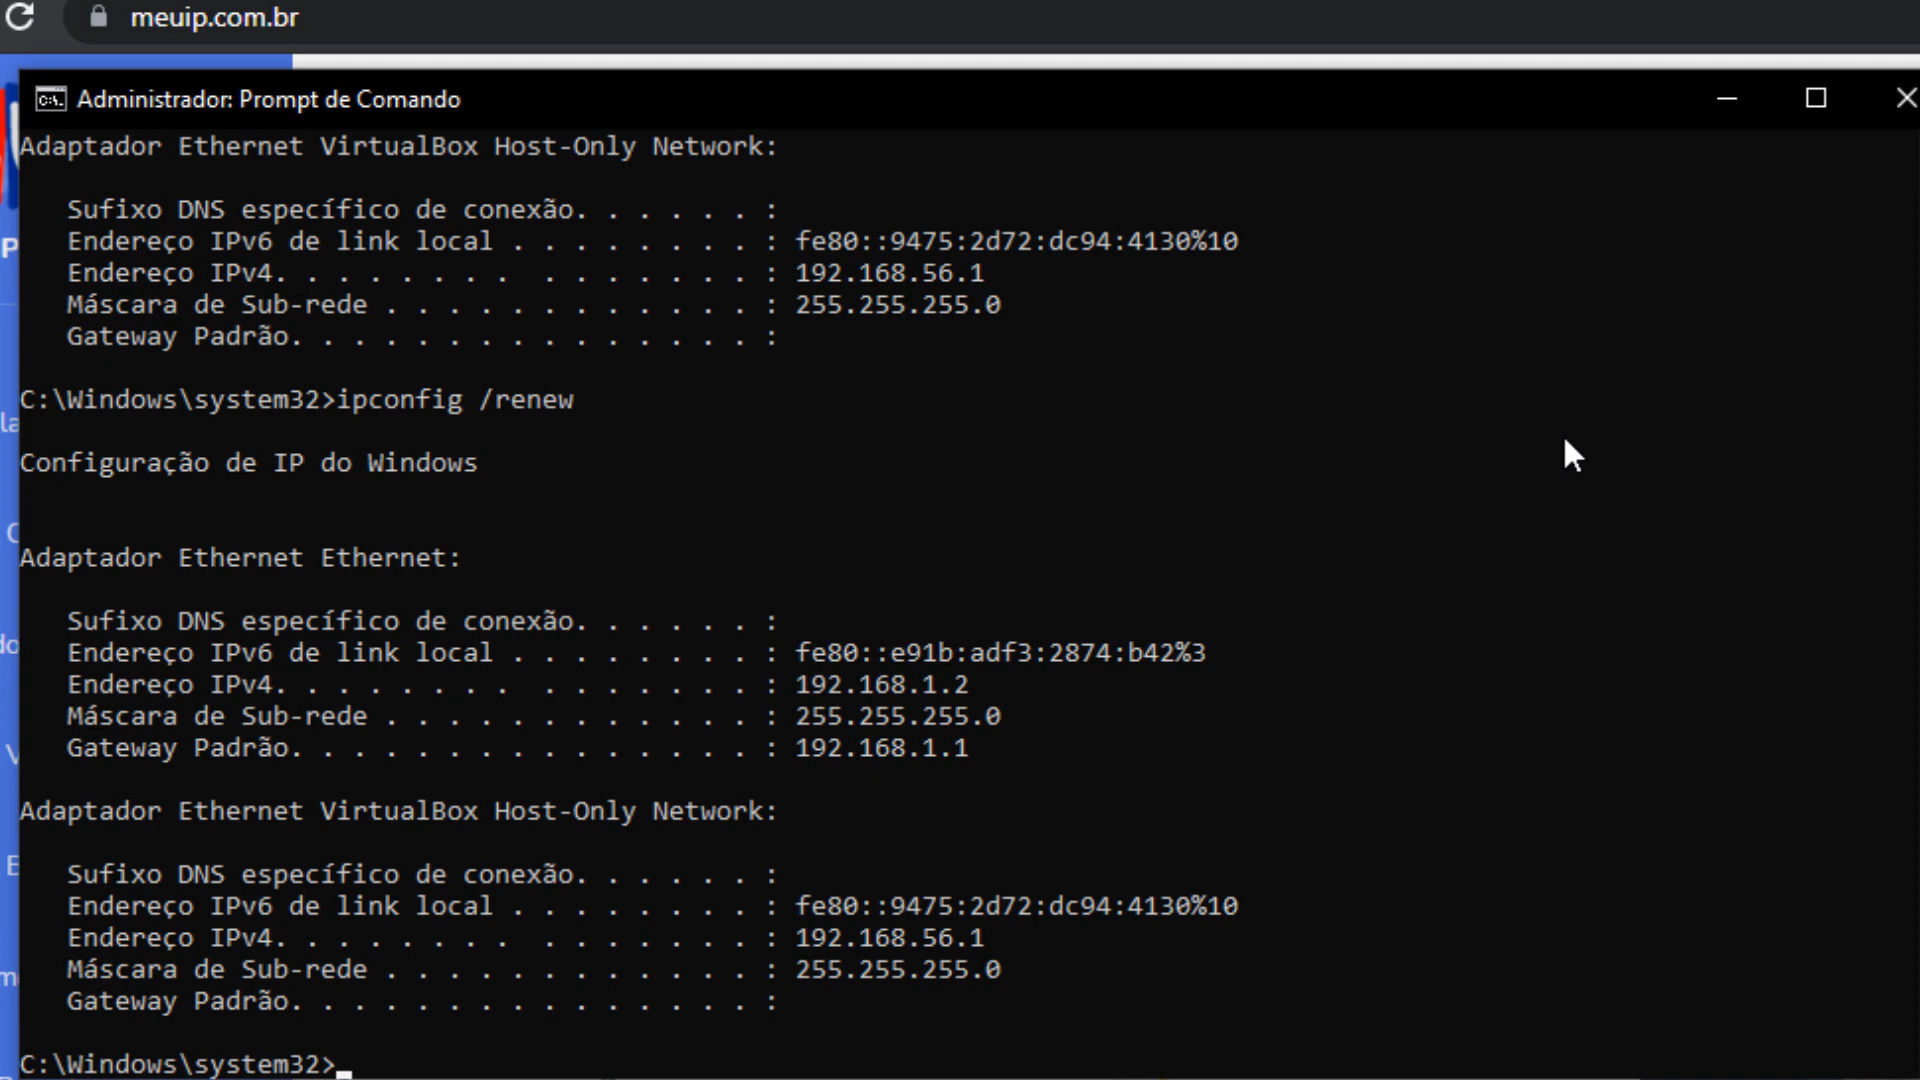 meuip.com.br
Administrador: Prompt de Comando
Adaptador Ethernet VirtualBox Host-Only Network:
Sufixo DNS específico de conexão. . . . . . :
Endereço IPv6 de link local . . . . . . . . : fe80::9475:2d72:dc94:4130%10
Endereço IPv4. . . . . . . .  . . . . . . . : 192.168.56.1
Máscara de Sub-rede . . . . . . . . . . . . : 255.255.255.0
Gateway Padrão. . . . . . . . . . . . . . . :
C:\Windows\system32>ipconfig /renew
Configuração de IP do Windows
Adaptador Ethernet Ethernet:
Sufixo DNS específico de conexão. . . . . . :
Endereço IPv6 de link local . . . . . . . . : fe80::e91b:adf3:2874:b42%3
Endereço IPv4. . . . . . . .  . . . . . . . : 192.168.1.2
Máscara de Sub-rede . . . . . . . . . . . . : 255.255.255.0
Gateway Padrão. . . . . . . . . . . . . . . : 192.168.1.1
Adaptador Ethernet VirtualBox Host-Only Network:
Sufixo DNS específico de conexão. . . . . . :
Endereço IPv6 de link local . . . . . . . . : fe80::9475:2d72:dc94:4130%10
Endereço IPv4. . . . . . . .  . . . . . . . : 192.168.56.1
Máscara de Sub-rede . . . . . . . . . . . . : 255.255.255.0
Gateway Padrão. . . . . . . . . . . . . . . :
C:\Windows\system32>